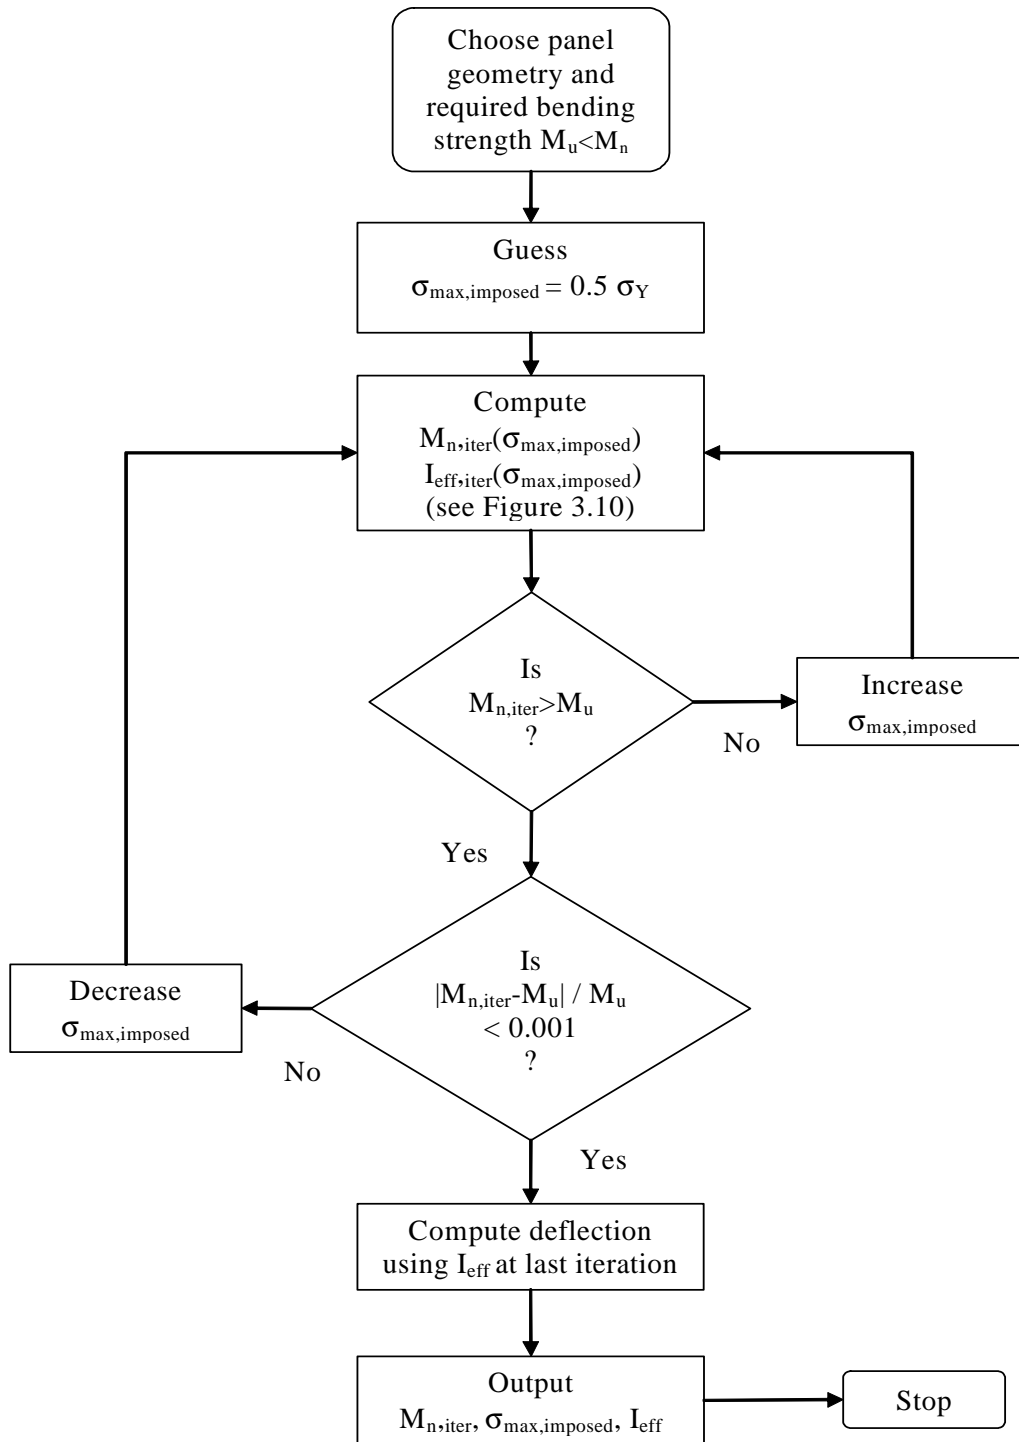 Choose panel
geometry and
required bending
strength Mᵤ<Mₙ
Guess
σmax,imposed = 0.5 σY
Compute
Mn,iter(σmax,imposed)
Ieff,iter(σmax,imposed)
(see Figure 3.10)
Is
Mn,iter>Mu
?
No
Increase
σmax,imposed
Yes
Is
|Mn,iter-Mu| / Mu
< 0.001
?
No
Decrease
σmax,imposed
Yes
Compute deflection
using Ieff at last iteration
Output
Mn,iter, σmax,imposed, Ieff
Stop